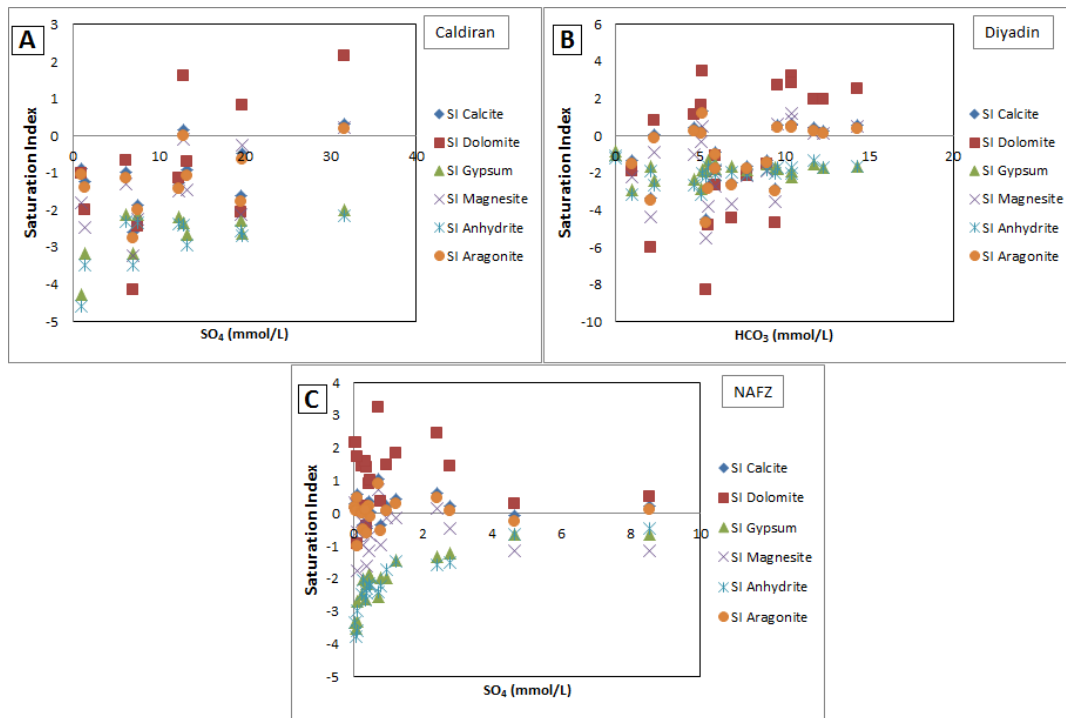 A
Caldiran
3
2
1
0
-1
-2
-3
-4
-5
0
10
20
30
40
Saturation Index
SO₄ (mmol/L)
SI Calcite
SI Dolomite
SI Gypsum
SI Magnesite
SI Anhydrite
SI Aragonite
B
Diyadin
6
4
2
0
-2
-4
-6
-8
-10
0
5
10
15
20
Saturation Index
HCO₃ (mmol/L)
SI Calcite
SI Dolomite
SI Gypsum
SI Magnesite
SI Anhydrite
SI Aragonite
C
NAFZ
4
3
2
1
0
-1
-2
-3
-4
-5
0
2
4
6
8
10
Saturation Index
SO₄ (mmol/L)
SI Calcite
SI Dolomite
SI Gypsum
SI Magnesite
SI Anhydrite
SI Aragonite